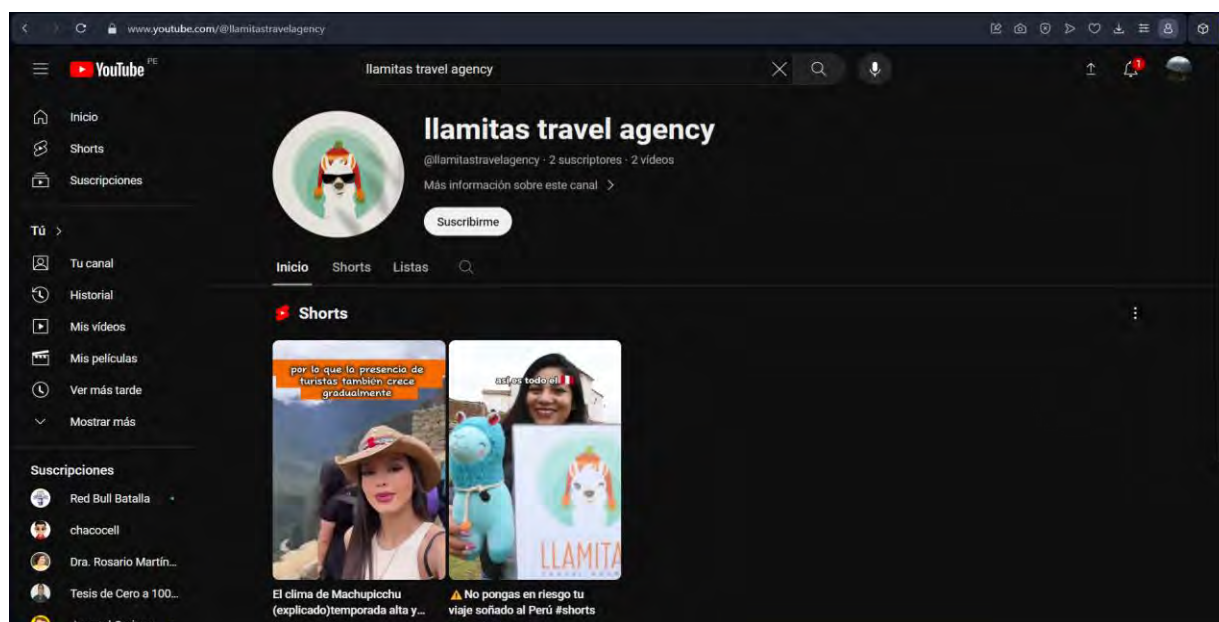 www.youtube.com/@llamitastravelagency
YouTube PE
llamitas travel agency
1
Inicio
Shorts
Suscripciones
Tú
Tu canal
Historial
Mis vídeos
Mis películas
Ver más tarde
Mostrar más
Suscripciones
Red Bull Batalla
chacocell
Dra. Rosario Martín...
Tesis de Cero a 100...
llamitas travel agency
@llamitastravelagency · 2 suscriptores · 2 vídeos
Más información sobre este canal
Suscribirme
Inicio Shorts Listas
Shorts
por lo que la presencia de
turistas también crece
gradualmente
así es todo el
LLAMITA
El clima de Machupicchu
(explicado)temporada alta y...
No pongas en riesgo tu
viaje soñado al Perú #shorts